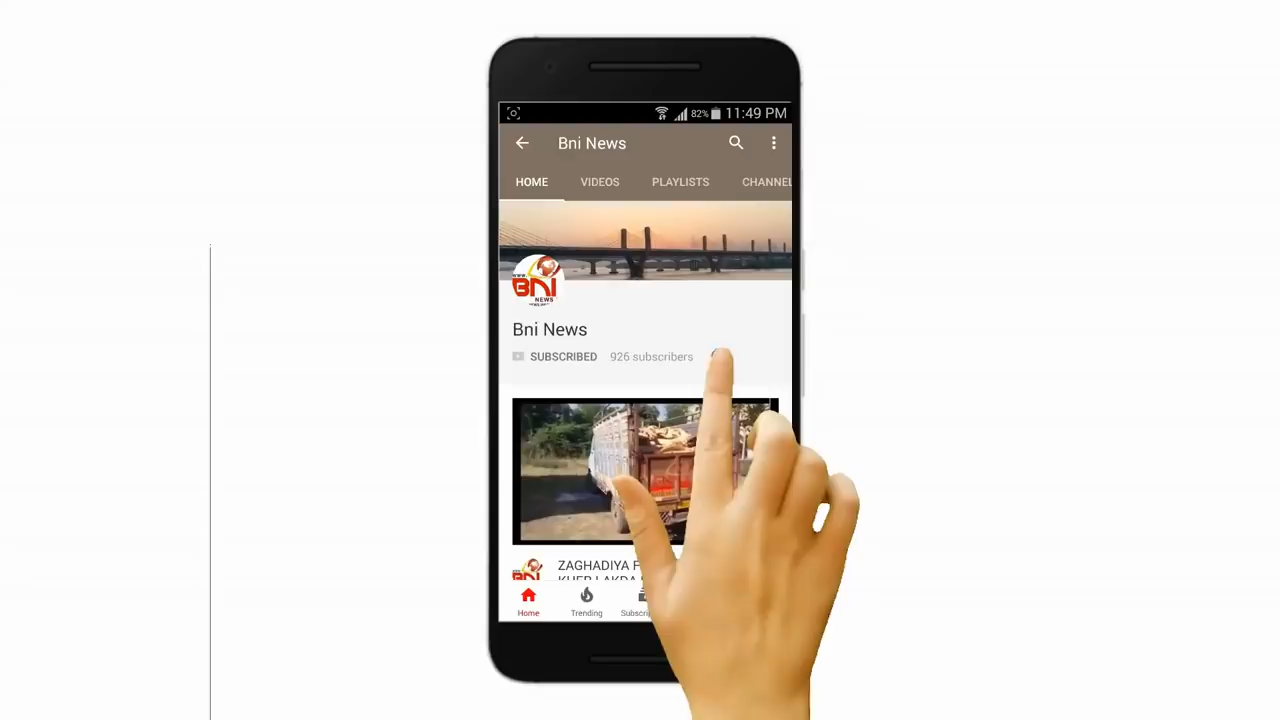 82% 11:49 PM
Bni News
HOME VIDEOS PLAYLISTS CHANNEL
www.
BNI
NEWS
Bni News
SUBSCRIBED 926 subscribers
ZAGHADIYA
Home Trending